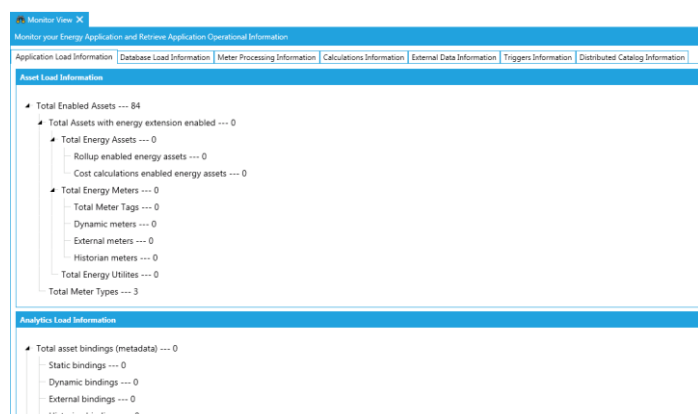 Monitor View
Monitor your Energy Application and Retrieve Application Operational Information
Application Load Information Database Load Information Meter Processing Information Calculations Information External Data Information Triggers Information Distributed Catalog Information
Asset Load Information
Total Enabled Assets --- 84
Total Assets with energy extension enabled --- 0
Total Energy Assets --- 0
Rollup enabled energy assets --- 0
Cost calculations enabled energy assets --- 0
Total Energy Meters --- 0
Total Meter Tags --- 0
Dynamic meters --- 0
External meters --- 0
Historian meters --- 0
Total Energy Utilites --- 0
Total Meter Types --- 3
Analytics Load Information
Total asset bindings (metadata) --- 0
Static bindings --- 0
Dynamic bindings --- 0
External bindings --- 0